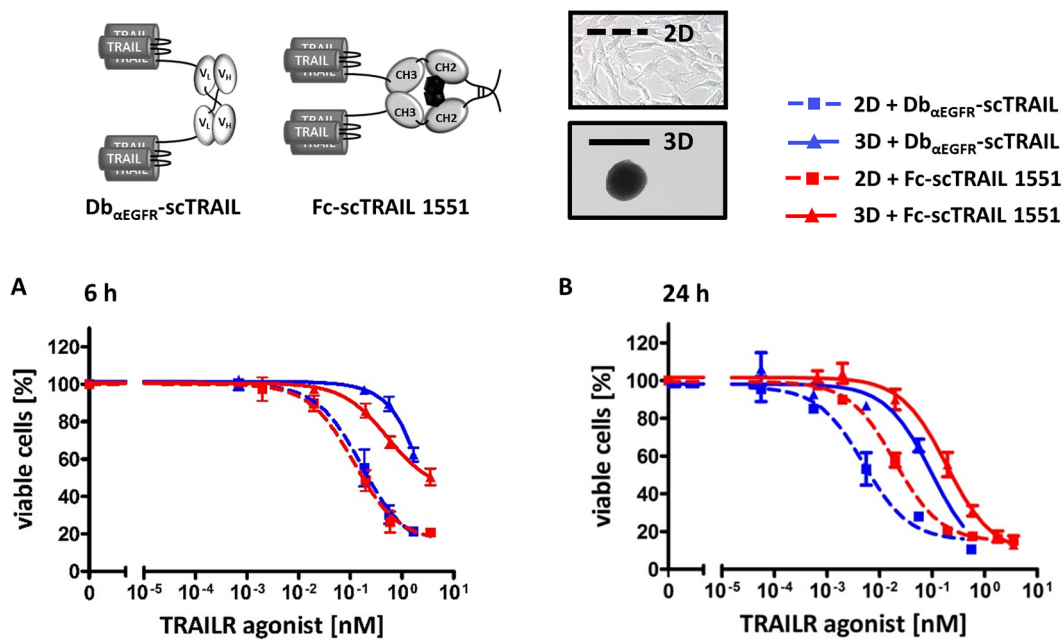 TRAIL
TRAIL
TRAIL
VL VH
VL VH
TRAIL
TRAIL
TRAIL
DbαEGFR-scTRAIL
TRAIL
TRAIL
TRAIL
CH3 CH2
CH3 CH2
TRAIL
TRAIL
TRAIL
Fc-scTRAIL 1551
2D
3D
2D + DbαEGFR-scTRAIL
3D + DbαEGFR-scTRAIL
2D + Fc-scTRAIL 1551
3D + Fc-scTRAIL 1551
A
6 h
viable cells [%]
120
100
80
60
40
20
0
0 10-5 10-4 10-3 10-2 10-1 100 101
TRAILR agonist [nM]
B
24 h
viable cells [%]
120
100
80
60
40
20
0
0 10-5 10-4 10-3 10-2 10-1 100 101
TRAILR agonist [nM]